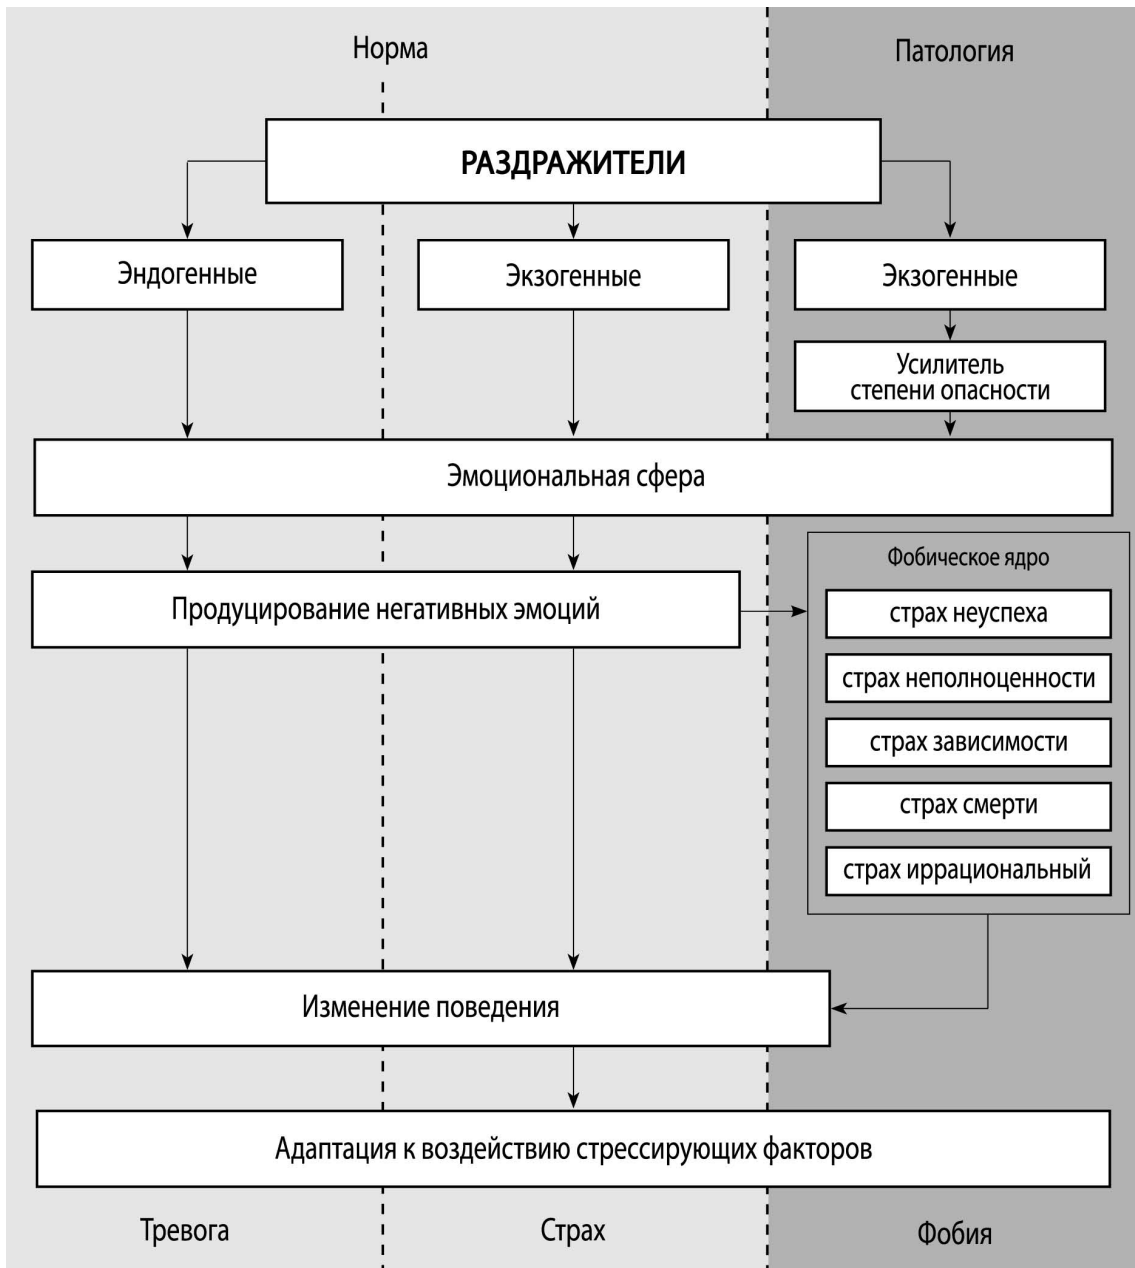 Норма
Патология
РАЗДРАЖИТЕЛИ
Эндогенные
Экзогенные
Экзогенные
Усилитель
степени опасности
Эмоциональная сфера
Продуцирование негативных эмоций
Фобическое ядро
страх неуспеха
страх неполноценности
страх зависимости
страх смерти
страх иррациональный
Изменение поведения
Адаптация к воздействию стрессирующих факторов
Тревога
Страх
Фобия